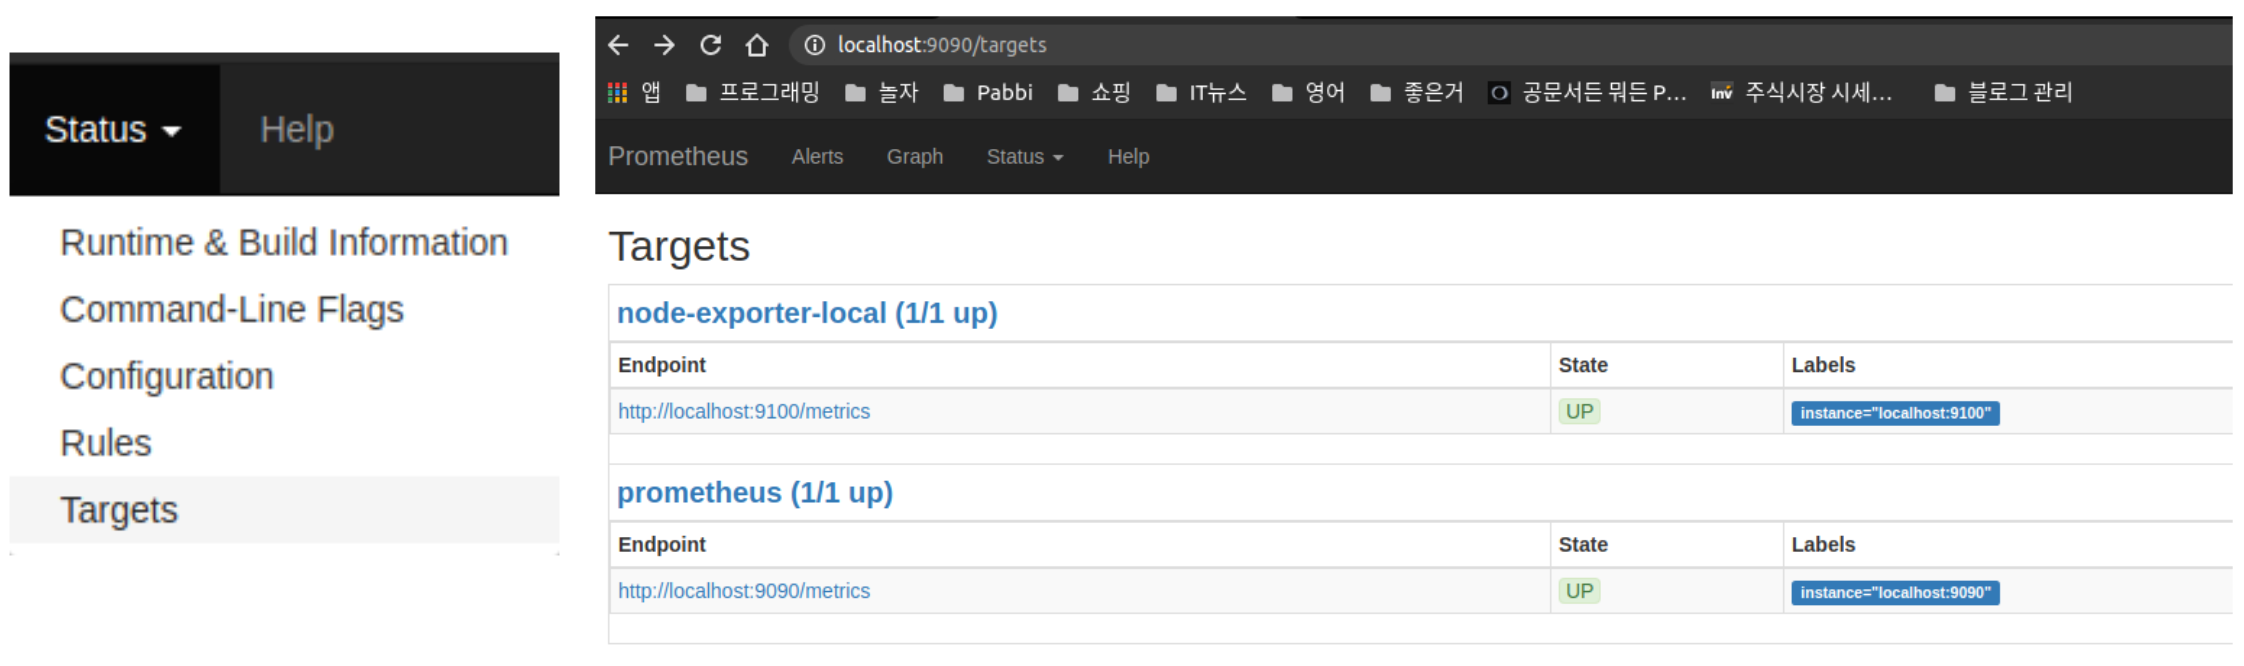 Status Help
Runtime & Build Information
Command-Line Flags
Configuration
Rules
Targets
localhost:9090/targets
앱 프로그래밍 놀자 Pabbi 쇼핑 IT뉴스 영어 좋은거 공문서든 뭐든 P... Inv 주식시장 시세... 블로그 관리
Prometheus Alerts Graph Status Help
Targets
node-exporter-local (1/1 up)
Endpoint State Labels
http://localhost:9100/metrics UP instance="localhost:9100"
prometheus (1/1 up)
Endpoint State Labels
http://localhost:9090/metrics UP instance="localhost:9090"